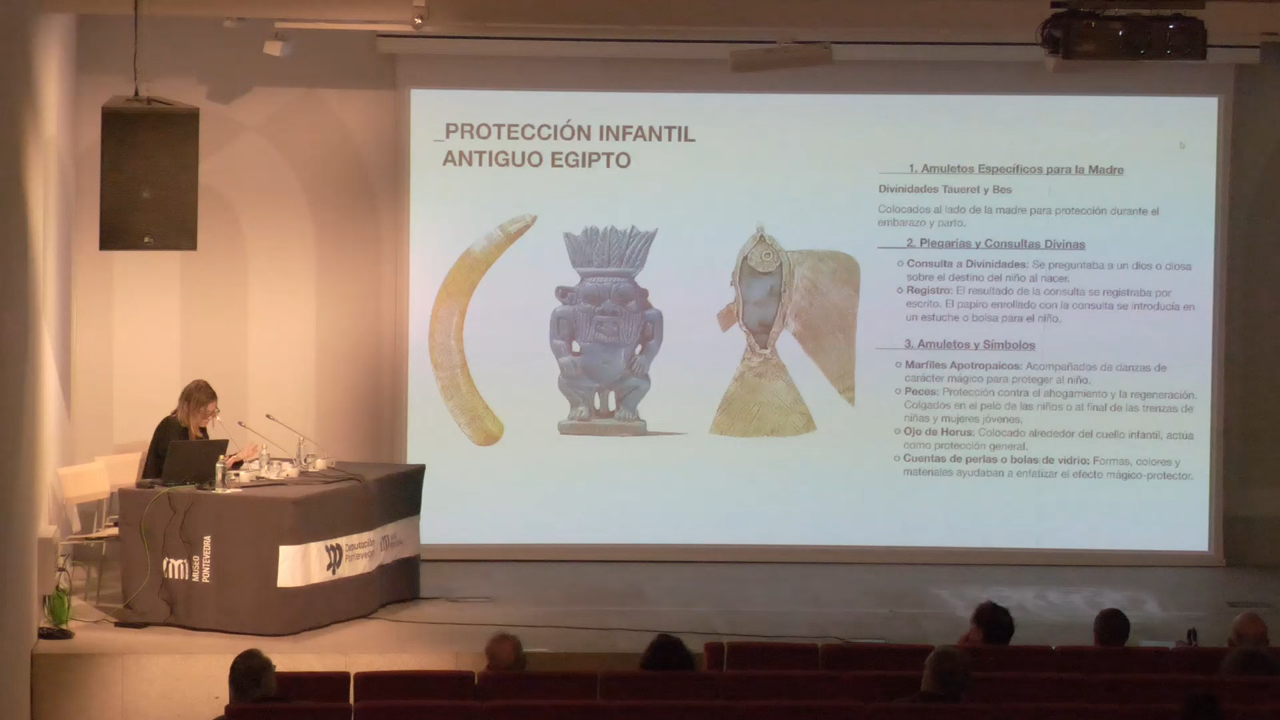 _PROTECCIÓN INFANTIL
ANTIGUO EGIPTO
1. Amuletos Específicos para la Madre
Divinidades Taueret y Bes
Colocados al lado de la madre para protección durante el
embarazo y parto.
2. Plegarias y Consultas Divinas
Consulta a Divinidades: Se preguntaba a un dios o diosa
sobre el destino del niño al nacer.
Registro: El resultado de la consulta se registraba por
escrito. El papiro enrollado con la consulta se introducía en
un estuche o bolsa para el niño.
3. Amuletos y Símbolos
Marfiles Apotropaicos: Acompañados de danzas de
carácter mágico para proteger al niño.
Peces: Protección contra el ahogamiento y la regeneración.
Colgados en el pelo de las niños o al final de las trenzas de
niñas y mujeres jóvenes.
Ojo de Horus: Colocado alrededor del cuello infantil, actúa
como protección general.
Cuentas de perlas o bolas de vidrio: Formas, colores y
materiales ayudaban a enfatizar el efecto mágico-protector.
MUSEO
PONTEVEDRA
Deputación
Pontevedra